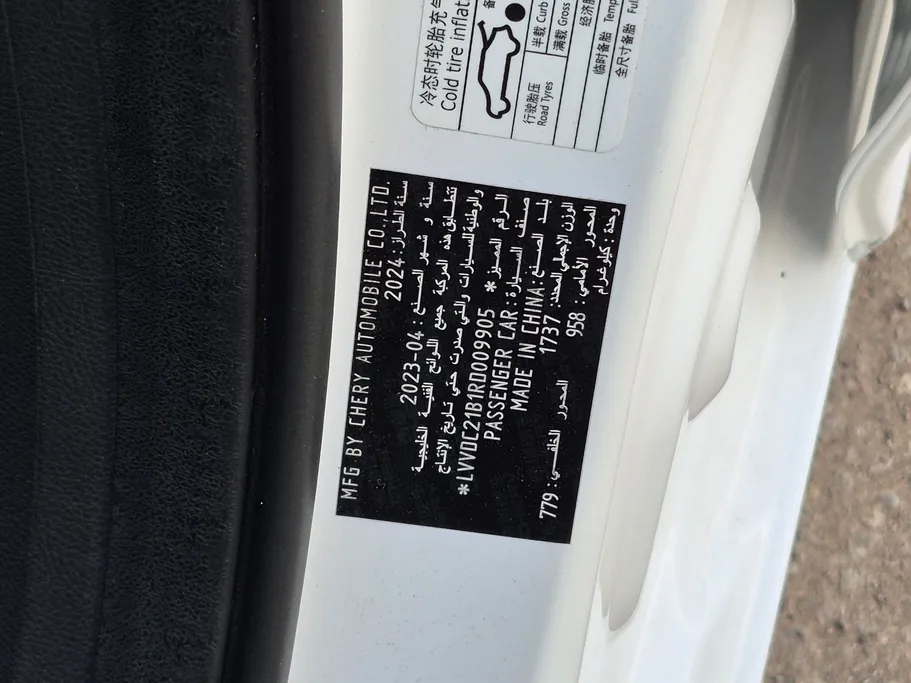 冷态时轮胎充气
Cold tire inflat
备
行驶胎压
Road Tyres
半载 Curb
满载 Gross
经济
临时备胎 Temp
全尺寸备胎 Full
MFG BY CHERY AUTOMOBILE CO.,LTD.
سنة الطراز: 2024
سنة و شهر الصنع : 2023-04
تتطابق هذه المركبة جميع اللوائح الفنية الخليجية
والوطنية للسيارات والتي صدرت حتى تاريخ الإنتاج
الرقم المميز *LVVDC21B1RD009905*
صنف السيارة: PASSENGER CAR
بلد الصنع: MADE IN CHINA
الوزن الإجمالي المحدد: 1737
المحور الأمامي: 958 المحور الخلفي: 779
وحدة: كيلوغرام